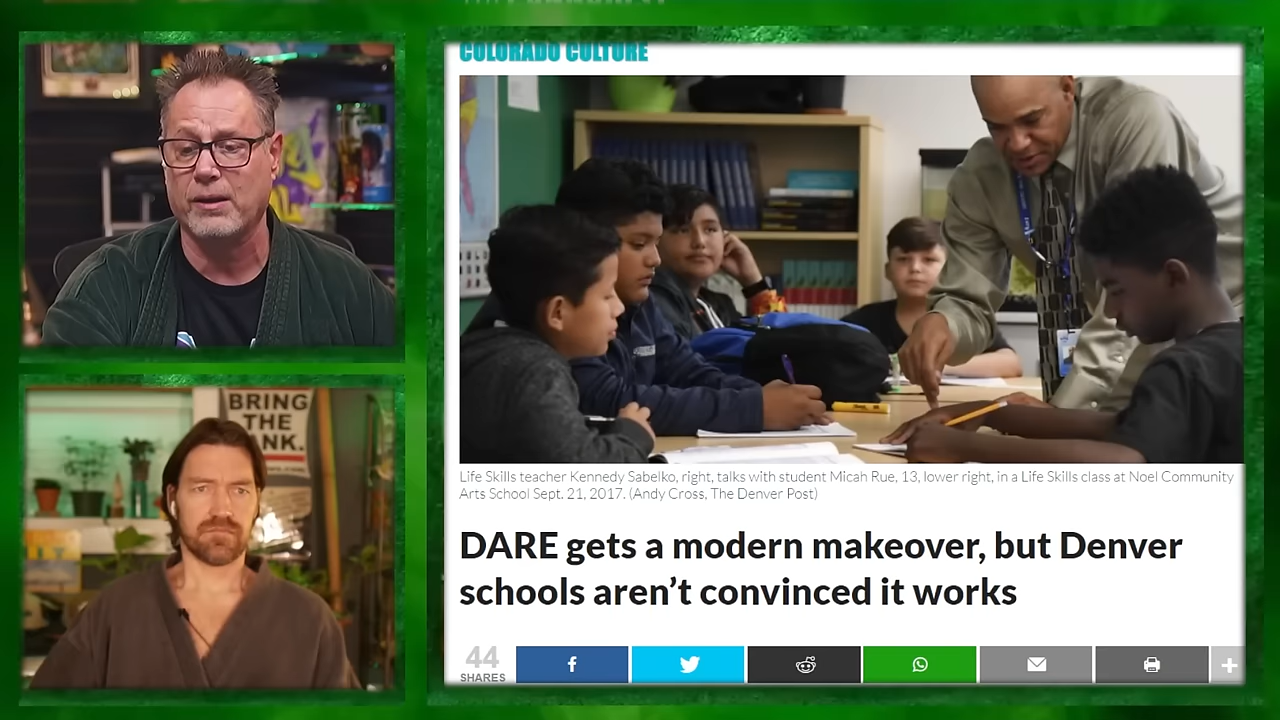 COLORADO CULTURE
BRING
THE
Life Skills teacher Kennedy Sabelko, right, talks with student Micah Rue, 13, lower right, in a Life Skills class at Noel Community
Arts School Sept. 21, 2017. (Andy Cross, The Denver Post)
DARE gets a modern makeover, but Denver
schools aren't convinced it works
44
SHARES